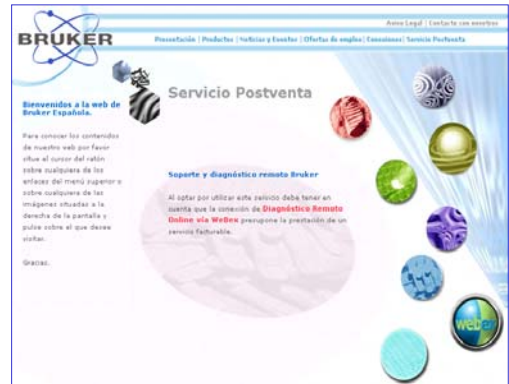 Aviso Legal | Contacte con nosotros
BRUKER
Presentación | Productos | Noticias y Eventos | Ofertas de empleo | Conexiones | Servicio Postventa
Servicio Postventa
Bienvenidos a la web de
Bruker Española.
Para conocer los contenidos
de nuestro web por favor
situe el cursor del ratón
sobre cualquiera de los
enlaces del menú superior o
sobre cualquiera de las
imágenes situadas a la
derecha de la pantalla y
pulse sobre el que desee
visitar.
Gracias.
Soporte y diagnóstico remoto Bruker
Al optar por utilizar este servicio debe tener en
cuenta que la conexión de Diagnóstico Remoto
Online vía WebEx presupone la prestación de un
servicio facturable.
webex